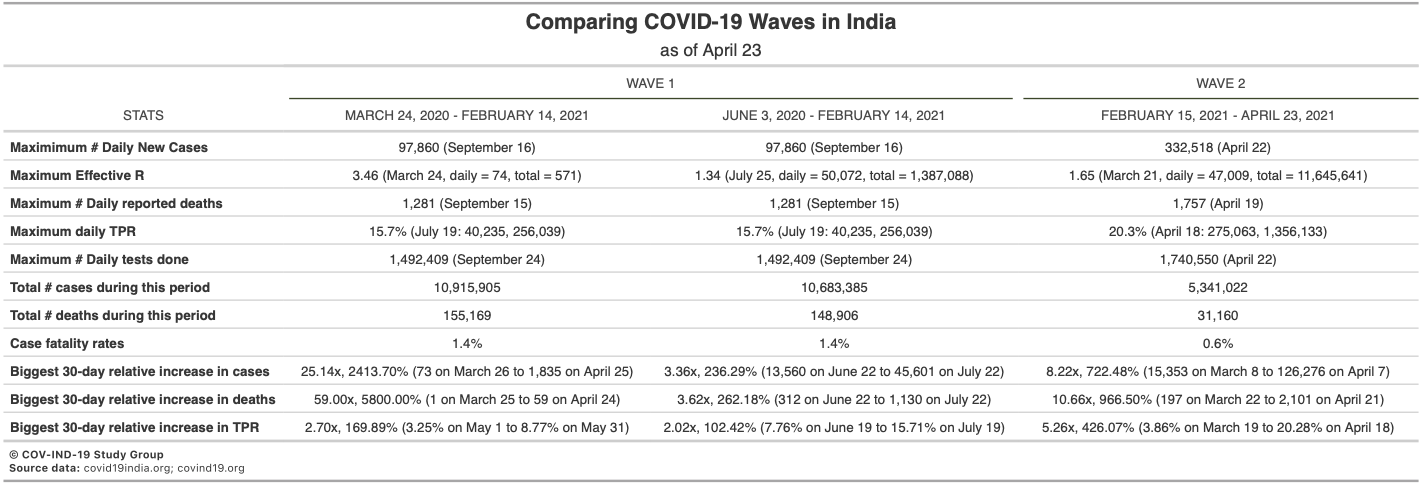 Comparing COVID-19 Waves in India
as of April 23
WAVE 1 WAVE 2
STATS MARCH 24, 2020 - FEBRUARY 14, 2021 JUNE 3, 2020 - FEBRUARY 14, 2021 FEBRUARY 15, 2021 - APRIL 23, 2021
Maximimum # Daily New Cases 97,860 (September 16) 97,860 (September 16) 332,518 (April 22)
Maximum Effective R 3.46 (March 24, daily = 74, total = 571) 1.34 (July 25, daily = 50,072, total = 1,387,088) 1.65 (March 21, daily = 47,009, total = 11,645,641)
Maximum # Daily reported deaths 1,281 (September 15) 1,281 (September 15) 1,757 (April 19)
Maximum daily TPR 15.7% (July 19: 40,235, 256,039) 15.7% (July 19: 40,235, 256,039) 20.3% (April 18: 275,063, 1,356,133)
Maximum # Daily tests done 1,492,409 (September 24) 1,492,409 (September 24) 1,740,550 (April 22)
Total # cases during this period 10,915,905 10,683,385 5,341,022
Total # deaths during this period 155,169 148,906 31,160
Case fatality rates 1.4% 1.4% 0.6%
Biggest 30-day relative increase in cases 25.14x, 2413.70% (73 on March 26 to 1,835 on April 25) 3.36x, 236.29% (13,560 on June 22 to 45,601 on July 22) 8.22x, 722.48% (15,353 on March 8 to 126,276 on April 7)
Biggest 30-day relative increase in deaths 59.00x, 5800.00% (1 on March 25 to 59 on April 24) 3.62x, 262.18% (312 on June 22 to 1,130 on July 22) 10.66x, 966.50% (197 on March 22 to 2,101 on April 21)
Biggest 30-day relative increase in TPR 2.70x, 169.89% (3.25% on May 1 to 8.77% on May 31) 2.02x, 102.42% (7.76% on June 19 to 15.71% on July 19) 5.26x, 426.07% (3.86% on March 19 to 20.28% on April 18)
© COV-IND-19 Study Group
Source data: covid19india.org; covind19.org